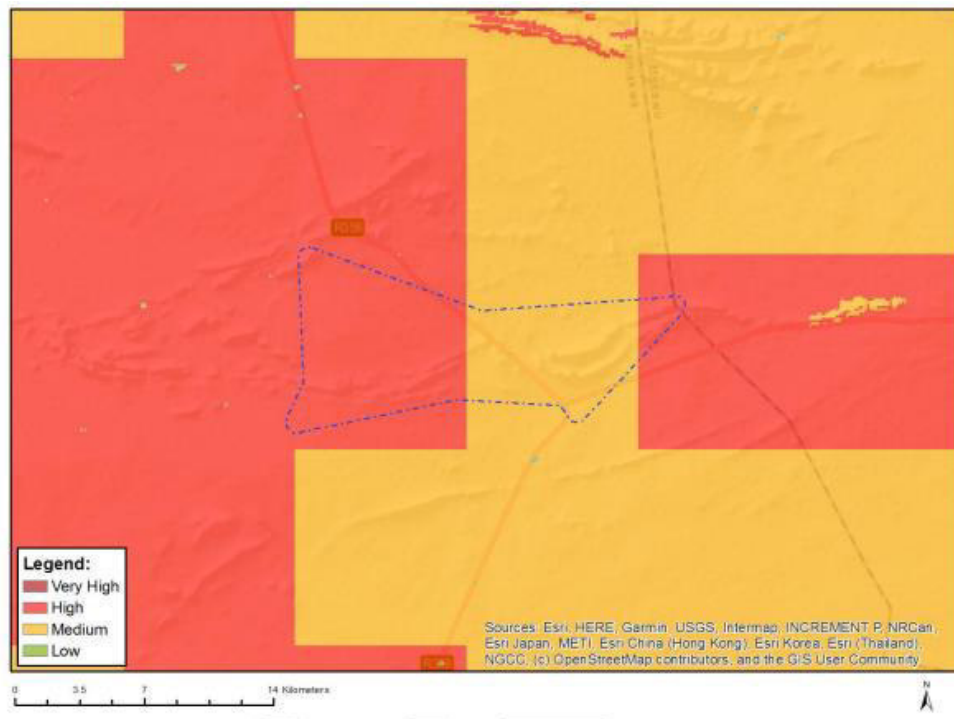 Legend:
Very High
High
Medium
Low
Sources: Esri, HERE, Garmin, USGS, Intermap, INCREMENT P, NRCan,
Esri Japan, METI, Esri China (Hong Kong), Esri Korea, Esri (Thailand),
NGCC, (c) OpenStreetMap contributors, and the GIS User Community
0 3.5 7 14 Kilometers
N